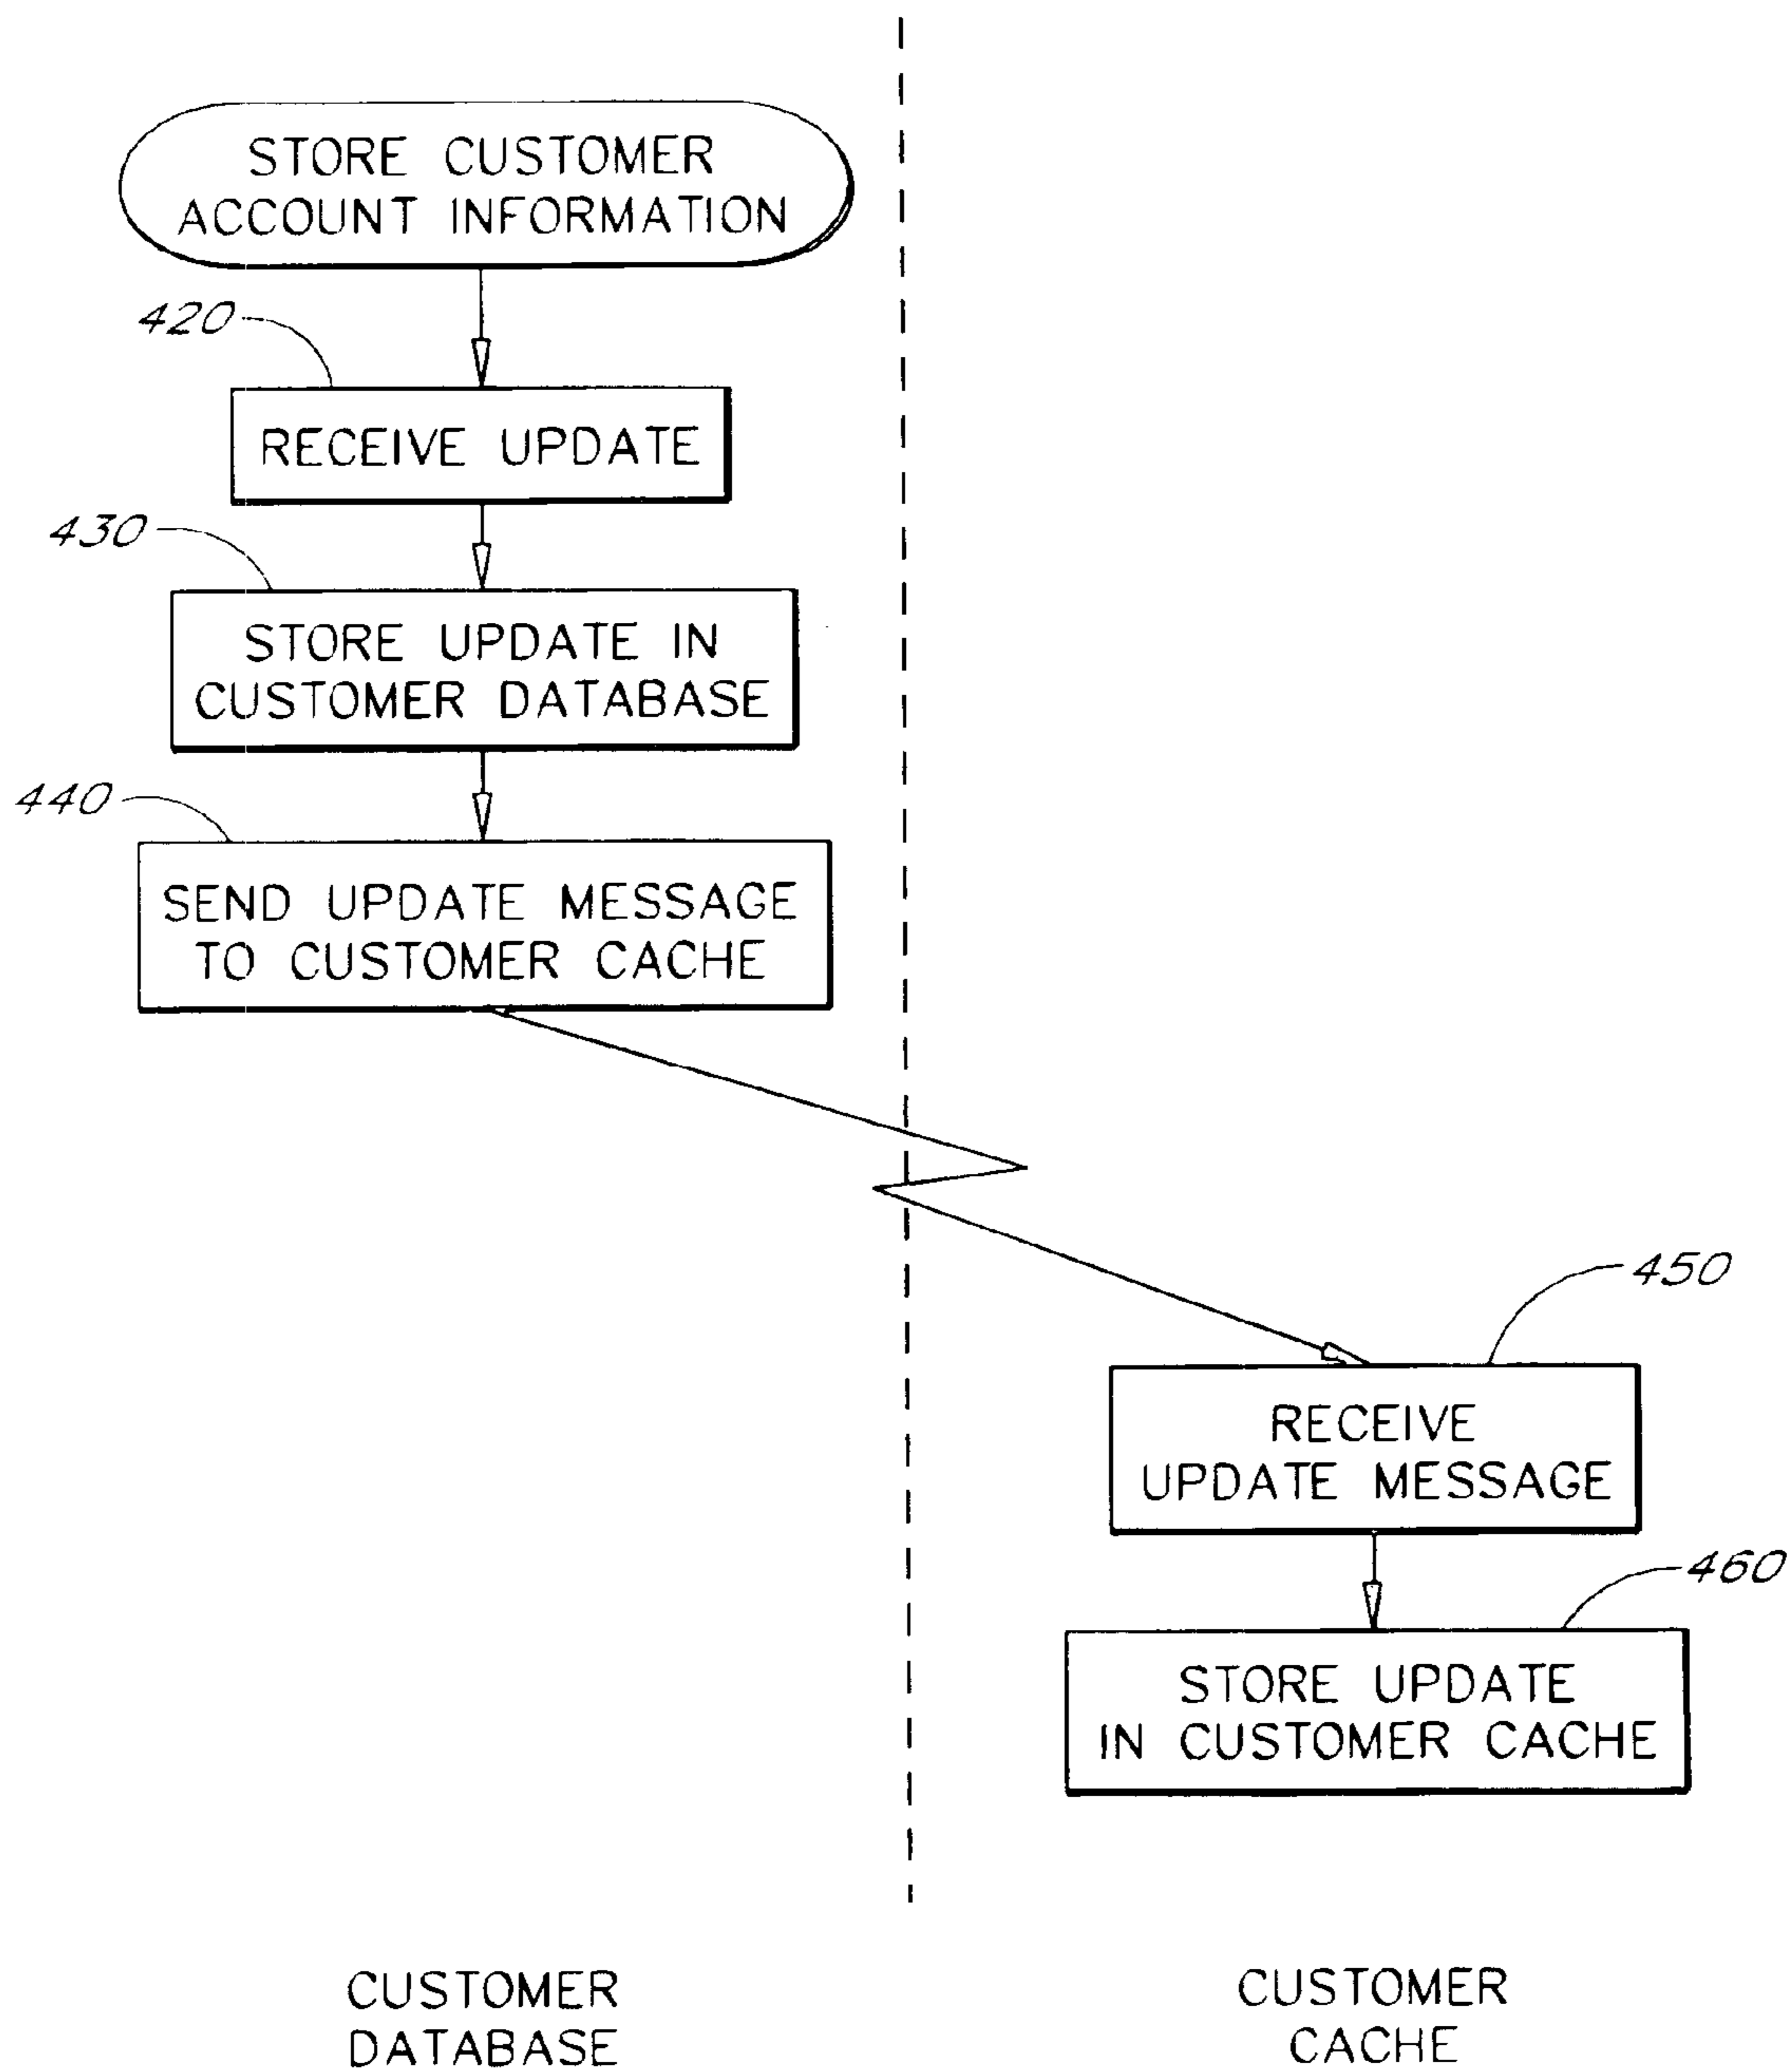 STORE CUSTOMER
ACCOUNT INFORMATION
420
RECEIVE UPDATE
430
STORE UPDATE IN
CUSTOMER DATABASE
440
SEND UPDATE MESSAGE
TO CUSTOMER CACHE
450
RECEIVE
UPDATE MESSAGE
460
STORE UPDATE
IN CUSTOMER CACHE
CUSTOMER
DATABASE
CUSTOMER
CACHE